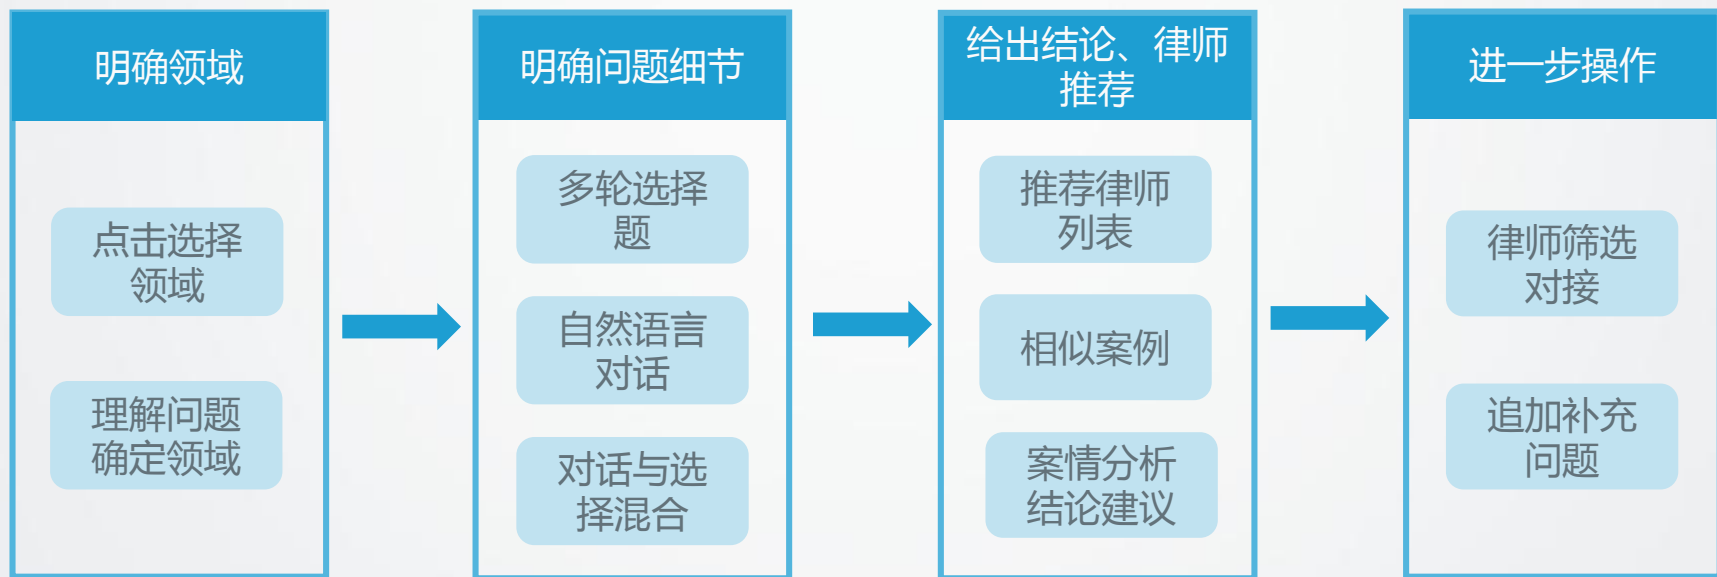 明确领域
点击选择
领域
理解问题
确定领域
明确问题细节
多轮选择
题
自然语言
对话
对话与选
择混合
给出结论、律师
推荐
推荐律师
列表
相似案例
案情分析
结论建议
进一步操作
律师筛选
对接
追加补充
问题